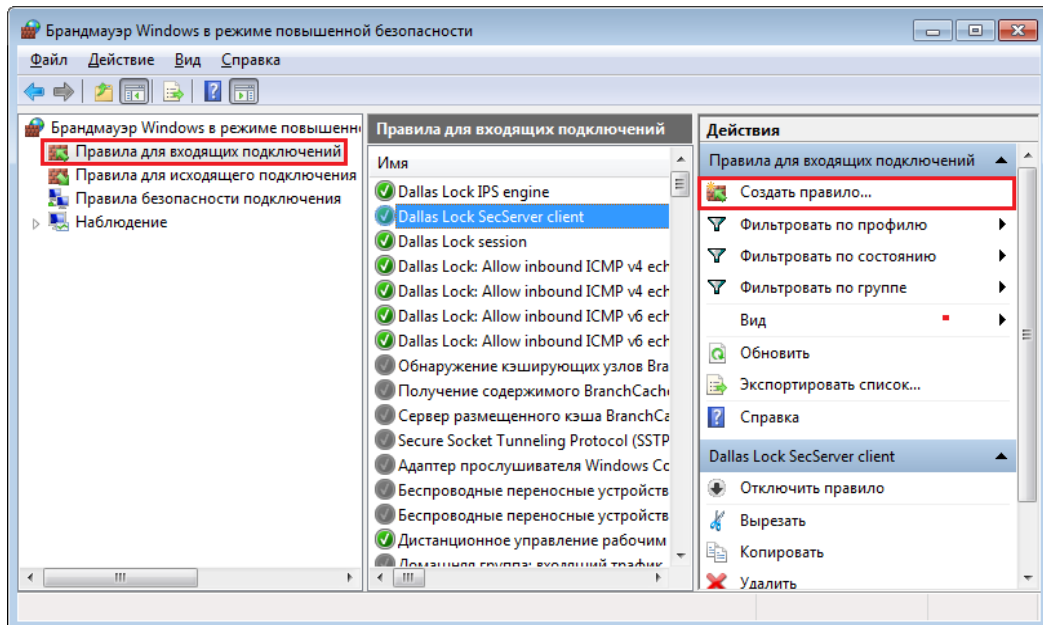 Брандмауэр Windows в режиме повышенной безопасности
Файл Действие Вид Справка
Брандмауэр Windows в режиме повышенн
Правила для входящих подключений
Правила для исходящего подключения
Правила безопасности подключения
Наблюдение
Правила для входящих подключений
Имя
Dallas Lock IPS engine
Dallas Lock SecServer client
Dallas Lock session
Dallas Lock: Allow inbound ICMP v4 ech
Dallas Lock: Allow inbound ICMP v4 ech
Dallas Lock: Allow inbound ICMP v6 ech
Dallas Lock: Allow inbound ICMP v6 ech
Обнаружение кэширующих узлов Bra
Получение содержимого BranchCach
Сервер размещенного кэша BranchCa
Secure Socket Tunneling Protocol (SSTP
Адаптер прослушивателя Windows Co
Беспроводные переносные устройств
Беспроводные переносные устройств
Дистанционное управление рабочим
Домашняя группа: входящий трафик
Действия
Правила для входящих подключений
Создать правило...
Фильтровать по профилю
Фильтровать по состоянию
Фильтровать по группе
Вид
Обновить
Экспортировать список...
Справка
Dallas Lock SecServer client
Отключить правило
Вырезать
Копировать
Удалить